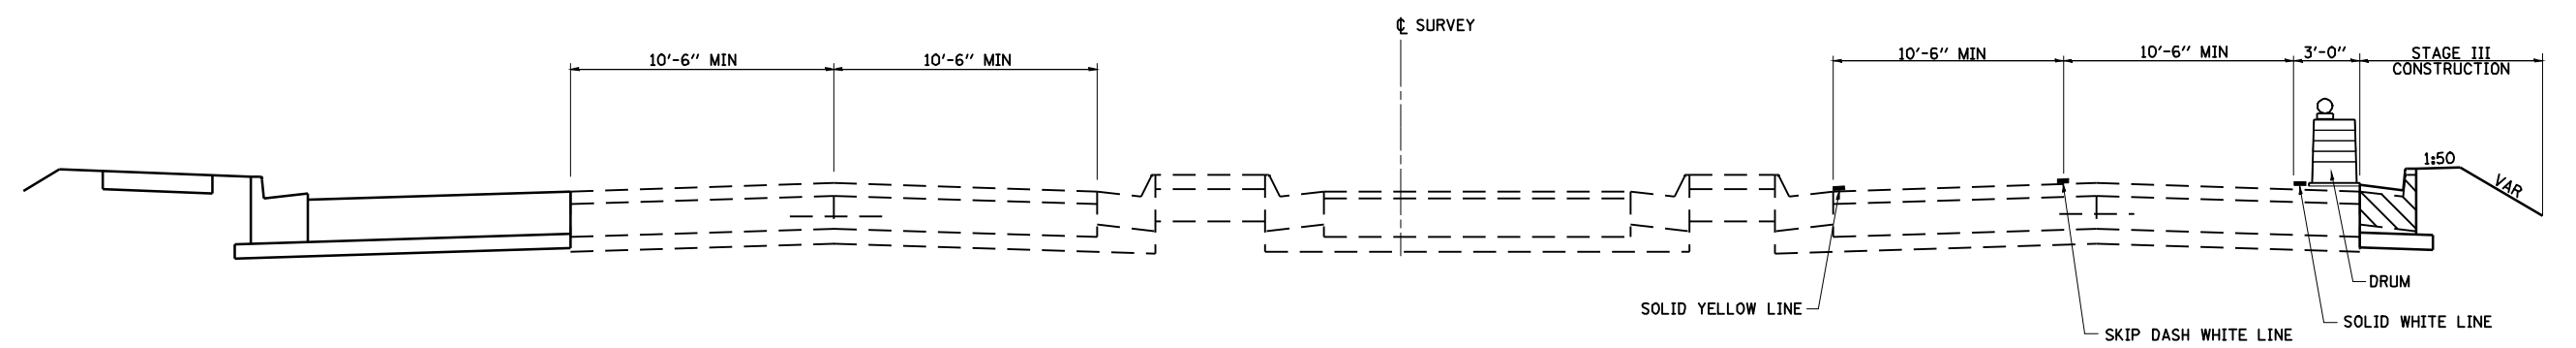 ℄ SURVEY
10'-6" MIN
10'-6" MIN
10'-6" MIN
10'-6" MIN
3'-0"
STAGE III
CONSTRUCTION
1:50
VAR
DRUM
SOLID YELLOW LINE
SOLID WHITE LINE
SKIP DASH WHITE LINE